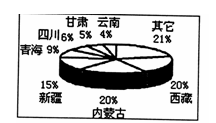 甘肃 云南
四川6% 5% 4% 其它
青海 9% 21%
15% 20%
新疆 20% 西藏
内蒙古